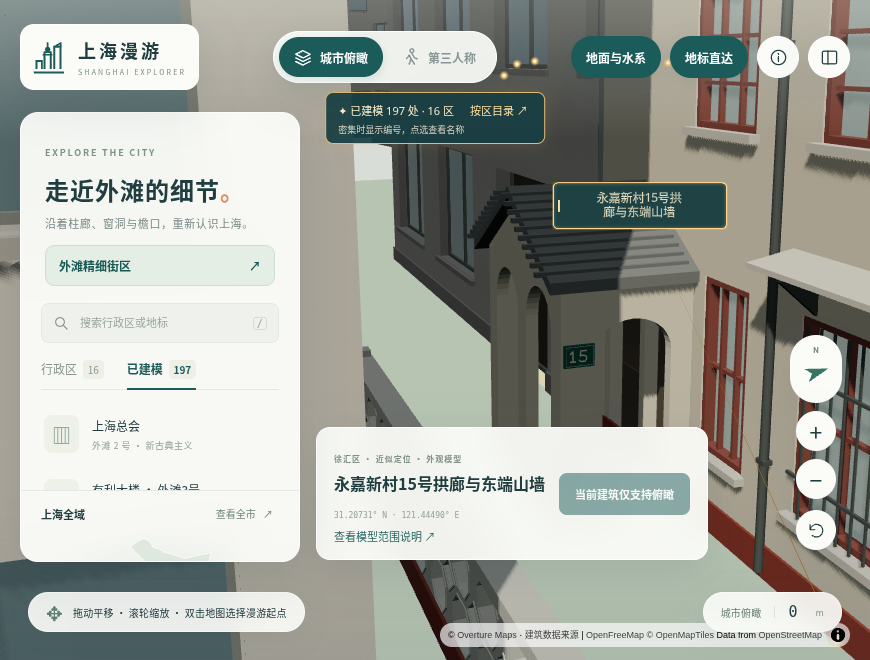 上海漫游
SHANGHAI EXPLORER
城市俯瞰
第三人称
地面与水系
地标直达
✦ 已建模 197 处 · 16 区 按区目录 ↗
密集时显示编号，点选查看名称
EXPLORE THE CITY
走近外滩的细节。
沿着柱廊、窗洞与檐口，重新认识上海。
外滩精细街区 ↗
搜索行政区或地标 /
行政区 16
已建模 197
上海总会
外滩 2 号 · 新古典主义
有利大楼 · 外滩3号
上海全域
查看全市 ↗
永嘉新村15号拱
廊与东端山墙
15
N
+
−
徐汇区 · 近似定位 · 外观模型
永嘉新村15号拱廊与东端山墙
当前建筑仅支持俯瞰
31.20731° N · 121.44490° E
查看模型范围说明 ↗
拖动平移 · 滚轮缩放 · 双击地图选择漫游起点
城市俯瞰 0 m
© Overture Maps · 建筑数据来源 | OpenFreeMap © OpenMapTiles Data from OpenStreetMap